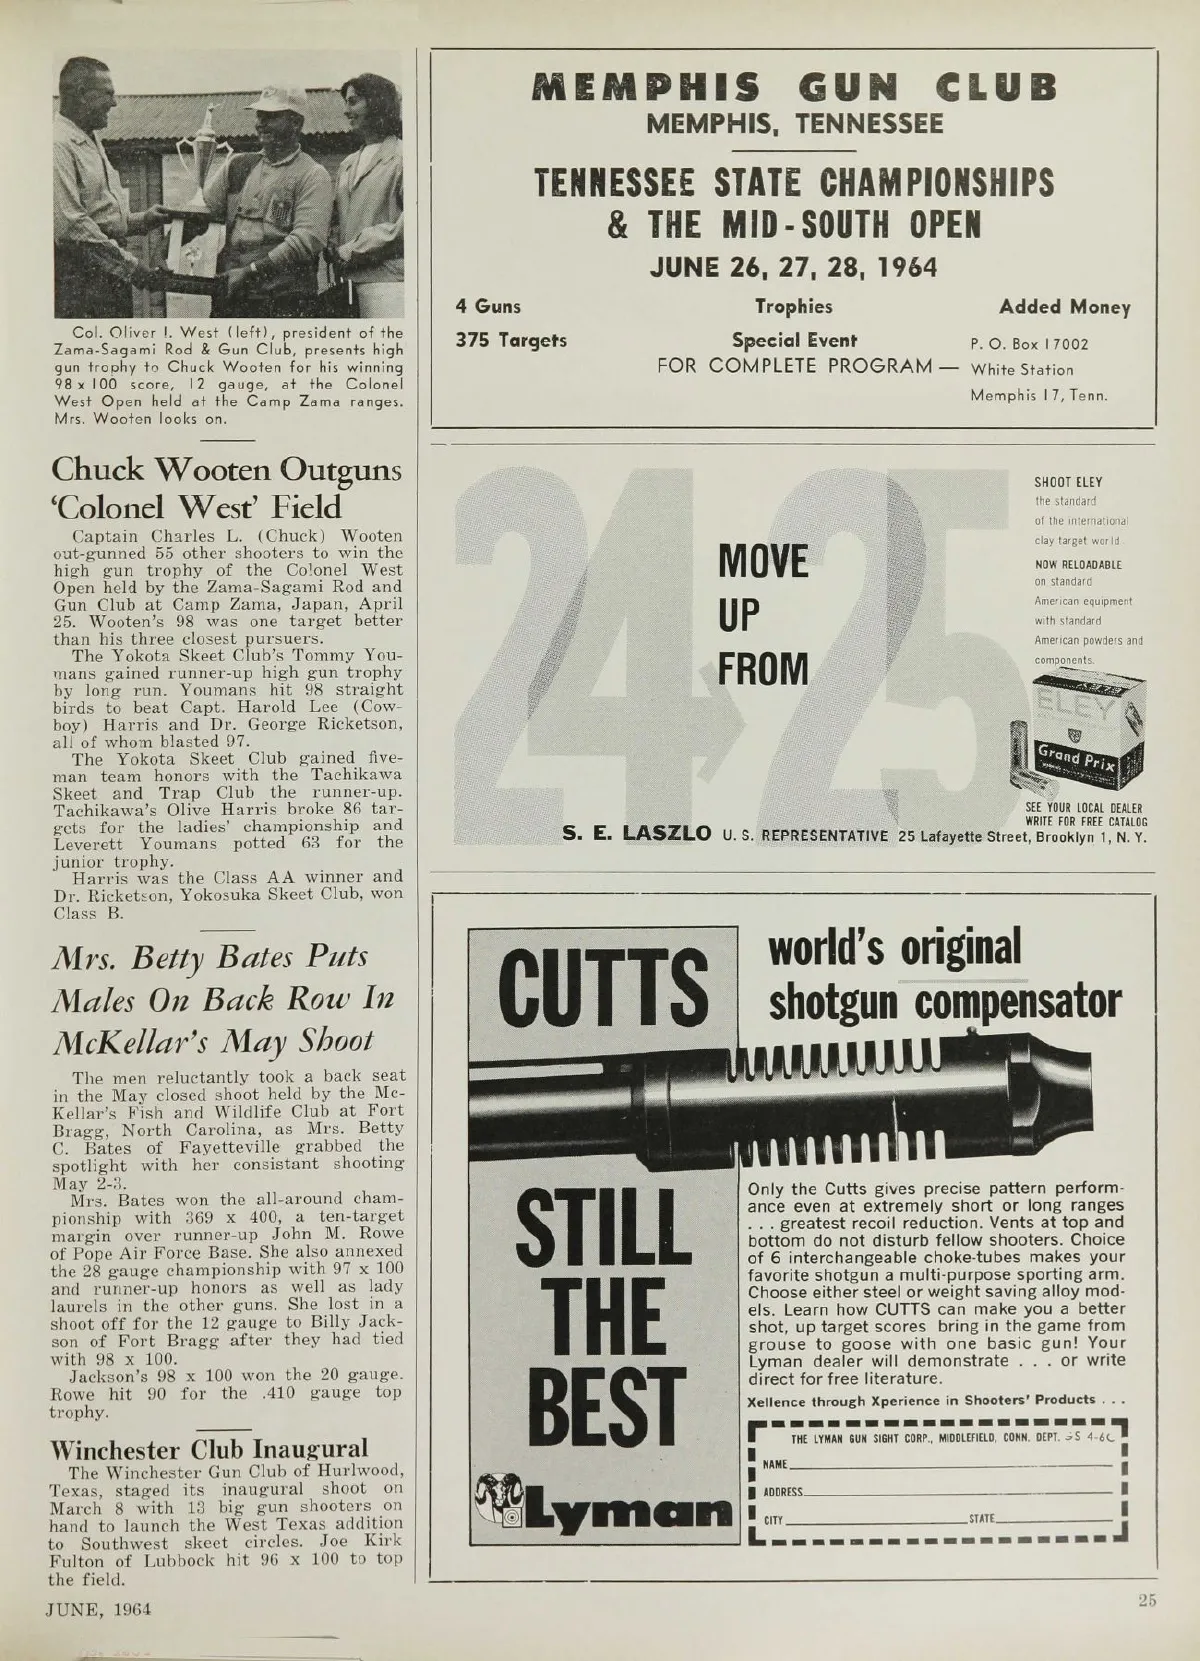 Col. Oliver I. West (left), president of the
Zama-Sagami Rod & Gun Club, presents high
gun trophy to Chuck Wooten for his winning
98 x 100 score, 12 gauge, at the Colonel
West Open held at the Camp Zama ranges.
Mrs. Wooten looks on.
Chuck Wooten Outguns
'Colonel West' Field
Captain Charles L. (Chuck) Wooten
out-gunned 55 other shooters to win the
high gun trophy of the Colonel West
Open held by the Zama-Sagami Rod and
Gun Club at Camp Zama, Japan, April
25. Wooten's 98 was one target better
than his three closest pursuers.
The Yokota Skeet Club's Tommy You-
mans gained runner-up high gun trophy
by long run. Youmans hit 98 straight
birds to beat Capt. Harold Lee (Cow-
boy) Harris and Dr. George Ricketson,
all of whom blasted 97.
The Yokota Skeet Club gained five-
man team honors with the Tachikawa
Skeet and Trap Club the runner-up.
Tachikawa's Olive Harris broke 86 tar-
gets for the ladies' championship and
Leverett Youmans potted 63 for the
junior trophy.
Harris was the Class AA winner and
Dr. Ricketson, Yokosuka Skeet Club, won
Class B.
Mrs. Betty Bates Puts
Males On Back Row In
McKellar's May Shoot
The men reluctantly took a back seat
in the May closed shoot held by the Mc-
Kellar's Fish and Wildlife Club at Fort
Bragg, North Carolina, as Mrs. Betty
C. Bates of Fayetteville grabbed the
spotlight with her consistant shooting
May 2-3.
Mrs. Bates won the all-around cham-
pionship with 369 x 400, a ten-target
margin over runner-up John M. Rowe
of Pope Air Force Base. She also annexed
the 28 gauge championship with 97 x 100
and runner-up honors as well as lady
laurels in the other guns. She lost in a
shoot off for the 12 gauge to Billy Jack-
son of Fort Bragg after they had tied
with 98 x 100.
Jackson's 98 x 100 won the 20 gauge.
Rowe hit 90 for the .410 gauge top
trophy.
Winchester Club Inaugural
The Winchester Gun Club of Hurlwood,
Texas, staged its inaugural shoot on
March 8 with 13 big gun shooters on
hand to launch the West Texas addition
to Southwest skeet circles. Joe Kirk
Fulton of Lubbock hit 96 x 100 to top
the field.
JUNE, 1964
MEMPHIS GUN CLUB
MEMPHIS, TENNESSEE
TENNESSEE STATE CHAMPIONSHIPS
& THE MID-SOUTH OPEN
JUNE 26, 27, 28, 1964
4 Guns Trophies Added Money
375 Targets Special Event P. O. Box 17002
FOR COMPLETE PROGRAM — White Station
Memphis 17, Tenn.
24 25
MOVE
UP
FROM
SHOOT ELEY
the standard
of the international
clay target world
NOW RELOADABLE
on standard
American equipment
with standard
American powders and
components.
ELEY
ELEY
Grand Prix
SEE YOUR LOCAL DEALER
WRITE FOR FREE CATALOG
S. E. LASZLO U. S. REPRESENTATIVE 25 Lafayette Street, Brooklyn 1, N. Y.
CUTTS
STILL
THE
BEST
Lyman
world's original
shotgun compensator
Only the Cutts gives precise pattern perform-
ance even at extremely short or long ranges
. . . greatest recoil reduction. Vents at top and
bottom do not disturb fellow shooters. Choice
of 6 interchangeable choke-tubes makes your
favorite shotgun a multi-purpose sporting arm.
Choose either steel or weight saving alloy mod-
els. Learn how CUTTS can make you a better
shot, up target scores bring in the game from
grouse to goose with one basic gun! Your
Lyman dealer will demonstrate . . . or write
direct for free literature.
Xellence through Xperience in Shooters' Products . . .
THE LYMAN GUN SIGHT CORP., MIDDLEFIELD, CONN. DEPT.
NAME
ADDRESS
CITY STATE
25